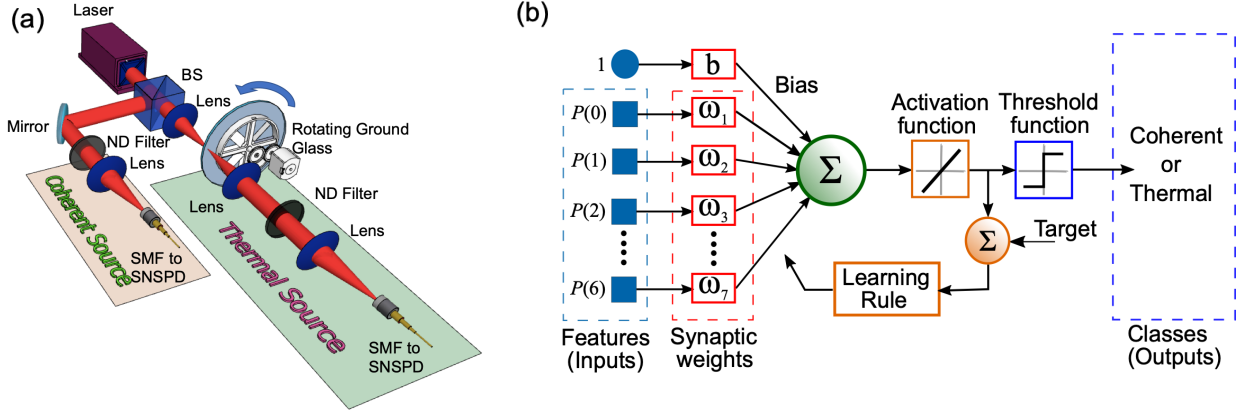 (a)
Laser
BS
Lens
Mirror
ND Filter
Lens
Rotating Ground
Glass
Coherent Source
SMF to
SNSPD
Lens
ND Filter
Lens
Thermal Source
SMF to
SNSPD
(b)
1
b
Bias
P(0)
ω1
P(1)
ω2
P(2)
ω3
P(6)
ω7
Features
(Inputs)
Synaptic
weights
Σ
Activation
function
Threshold
function
Σ
Target
Learning
Rule
Coherent
or
Thermal
Classes
(Outputs)